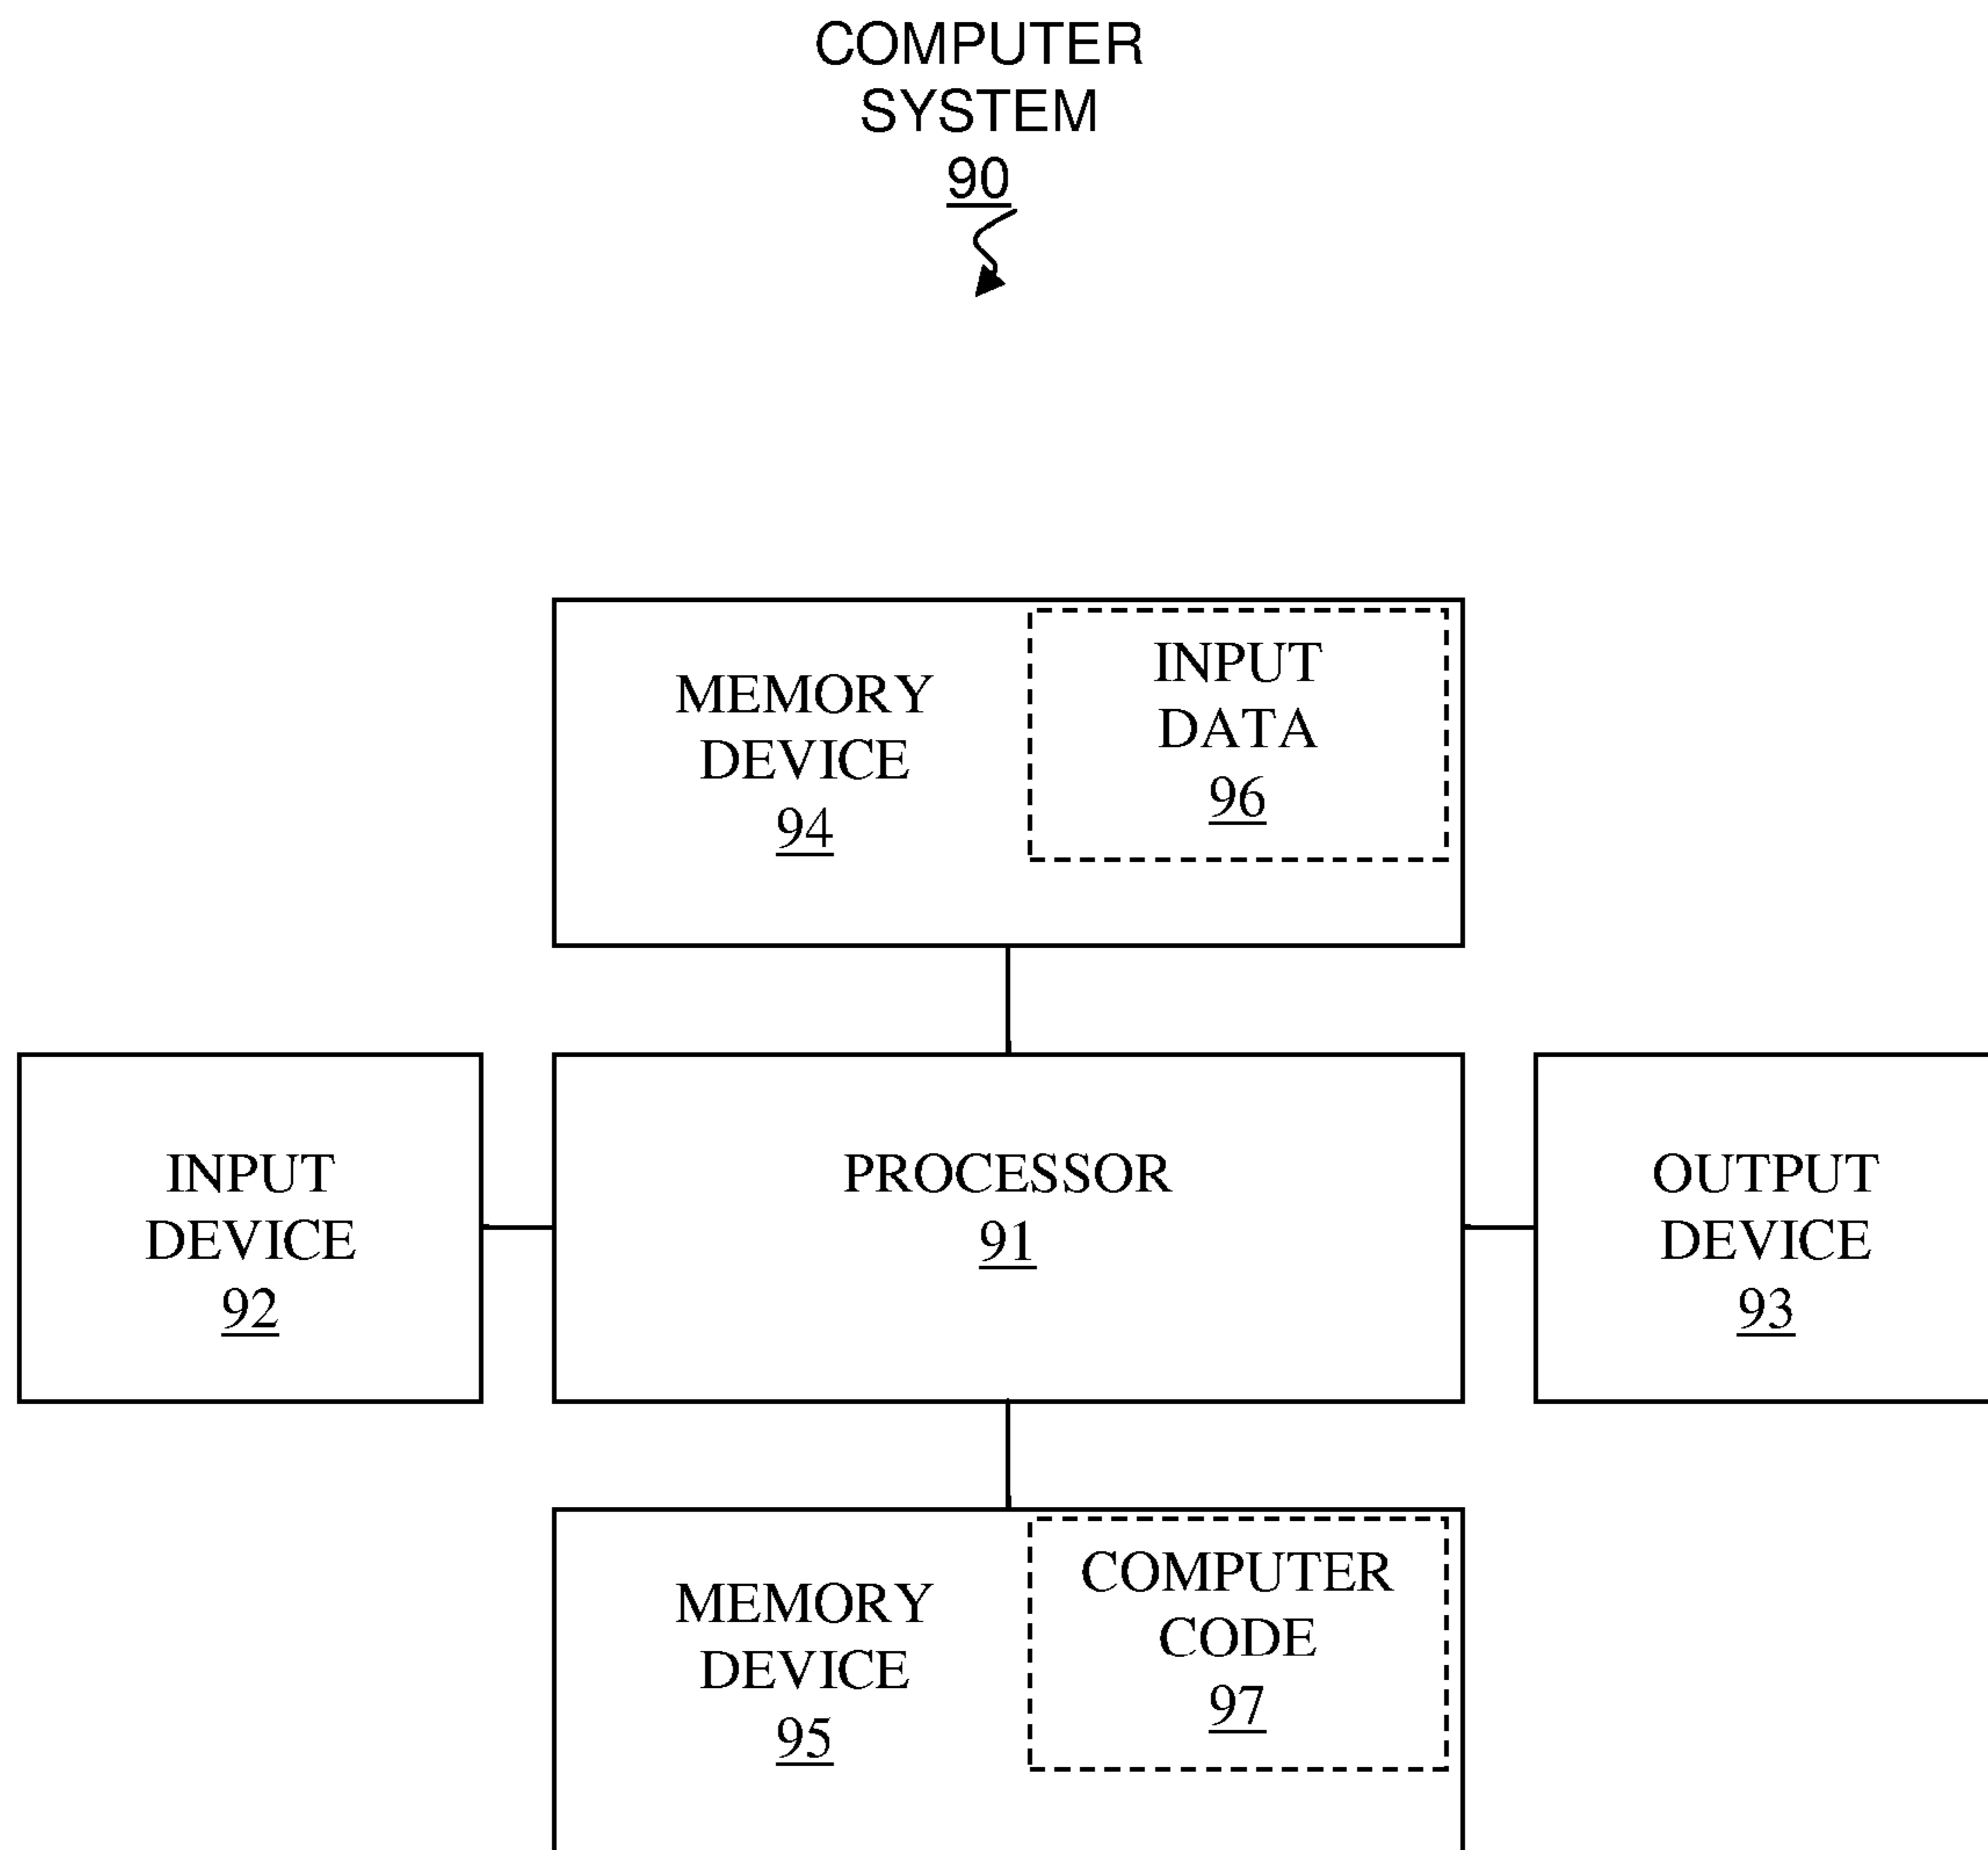 COMPUTER
SYSTEM
90
MEMORY
DEVICE
94
INPUT
DATA
96
INPUT
DEVICE
92
PROCESSOR
91
OUTPUT
DEVICE
93
MEMORY
DEVICE
95
COMPUTER
CODE
97